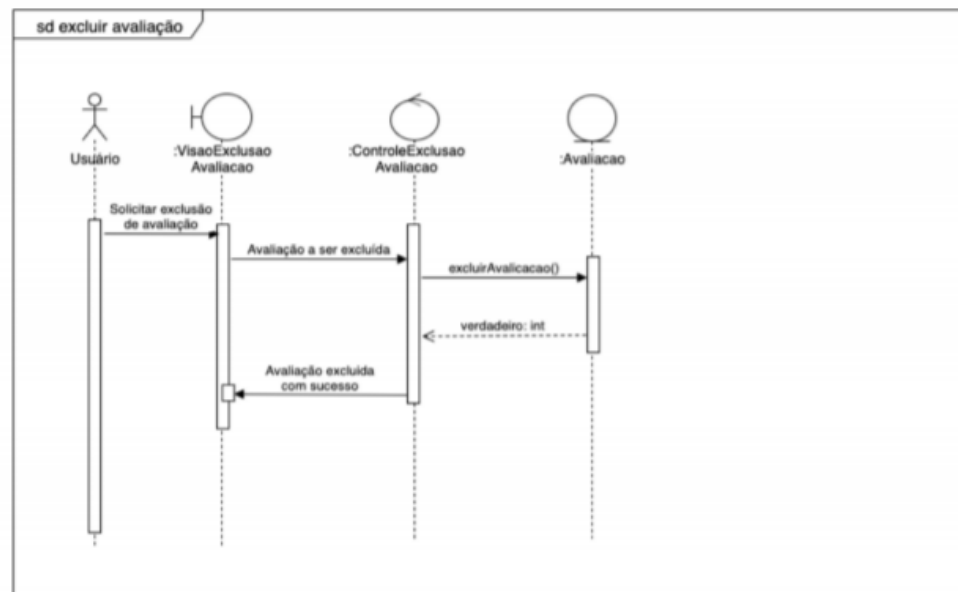 sd excluir avaliação
Usuário
:VisaoExclusao
Avaliacao
:ControleExclusao
Avaliacao
:Avaliacao
Solicitar exclusão
de avaliação
Avaliação a ser excluída
excluirAvalicacao()
verdadeiro: int
Avaliação excluída
com sucesso